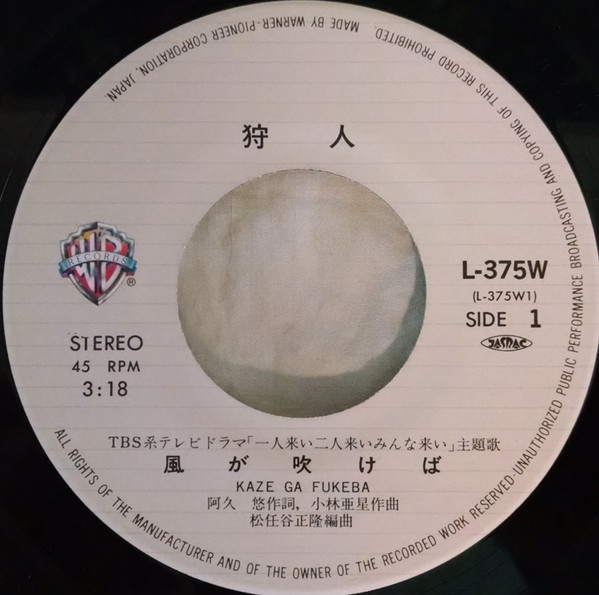 MADE BY WARNER-PIONEER CORPORATION, JAPAN
狩人
WB
RECORDS
®
L-375W
(L-375W1)
SIDE 1
JASRAC
STEREO
45 RPM
3:18
TBS系テレビドラマ「一人来い二人来いみんな来い」主題歌
風が吹けば
KAZE GA FUKEBA
阿久 悠作詞, 小林亜星作曲
松任谷正隆編曲
ALL RIGHTS OF THE MANUFACTURER AND OF THE OWNER OF THE RECORDED WORK RESERVED-UNAUTHORIZED PUBLIC PERFORMANCE BROADCASTING AND COPYING OF THIS RECORD PROHIBITED.